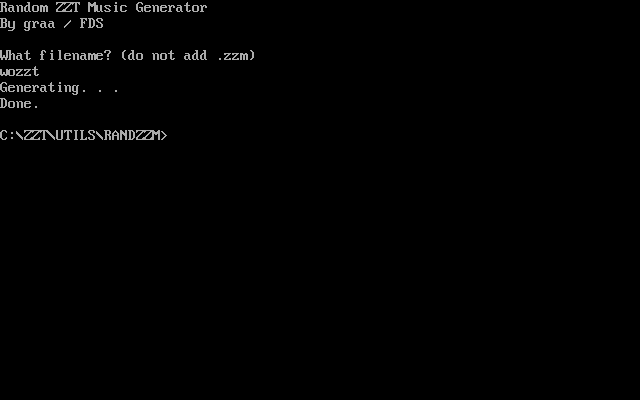 Random ZZT Music Generator
By graa / FDS
What filename? (do not add .zzm)
wozzt
Generating. . .
Done.
C:\ZZT\UTILS\RANDZZM>